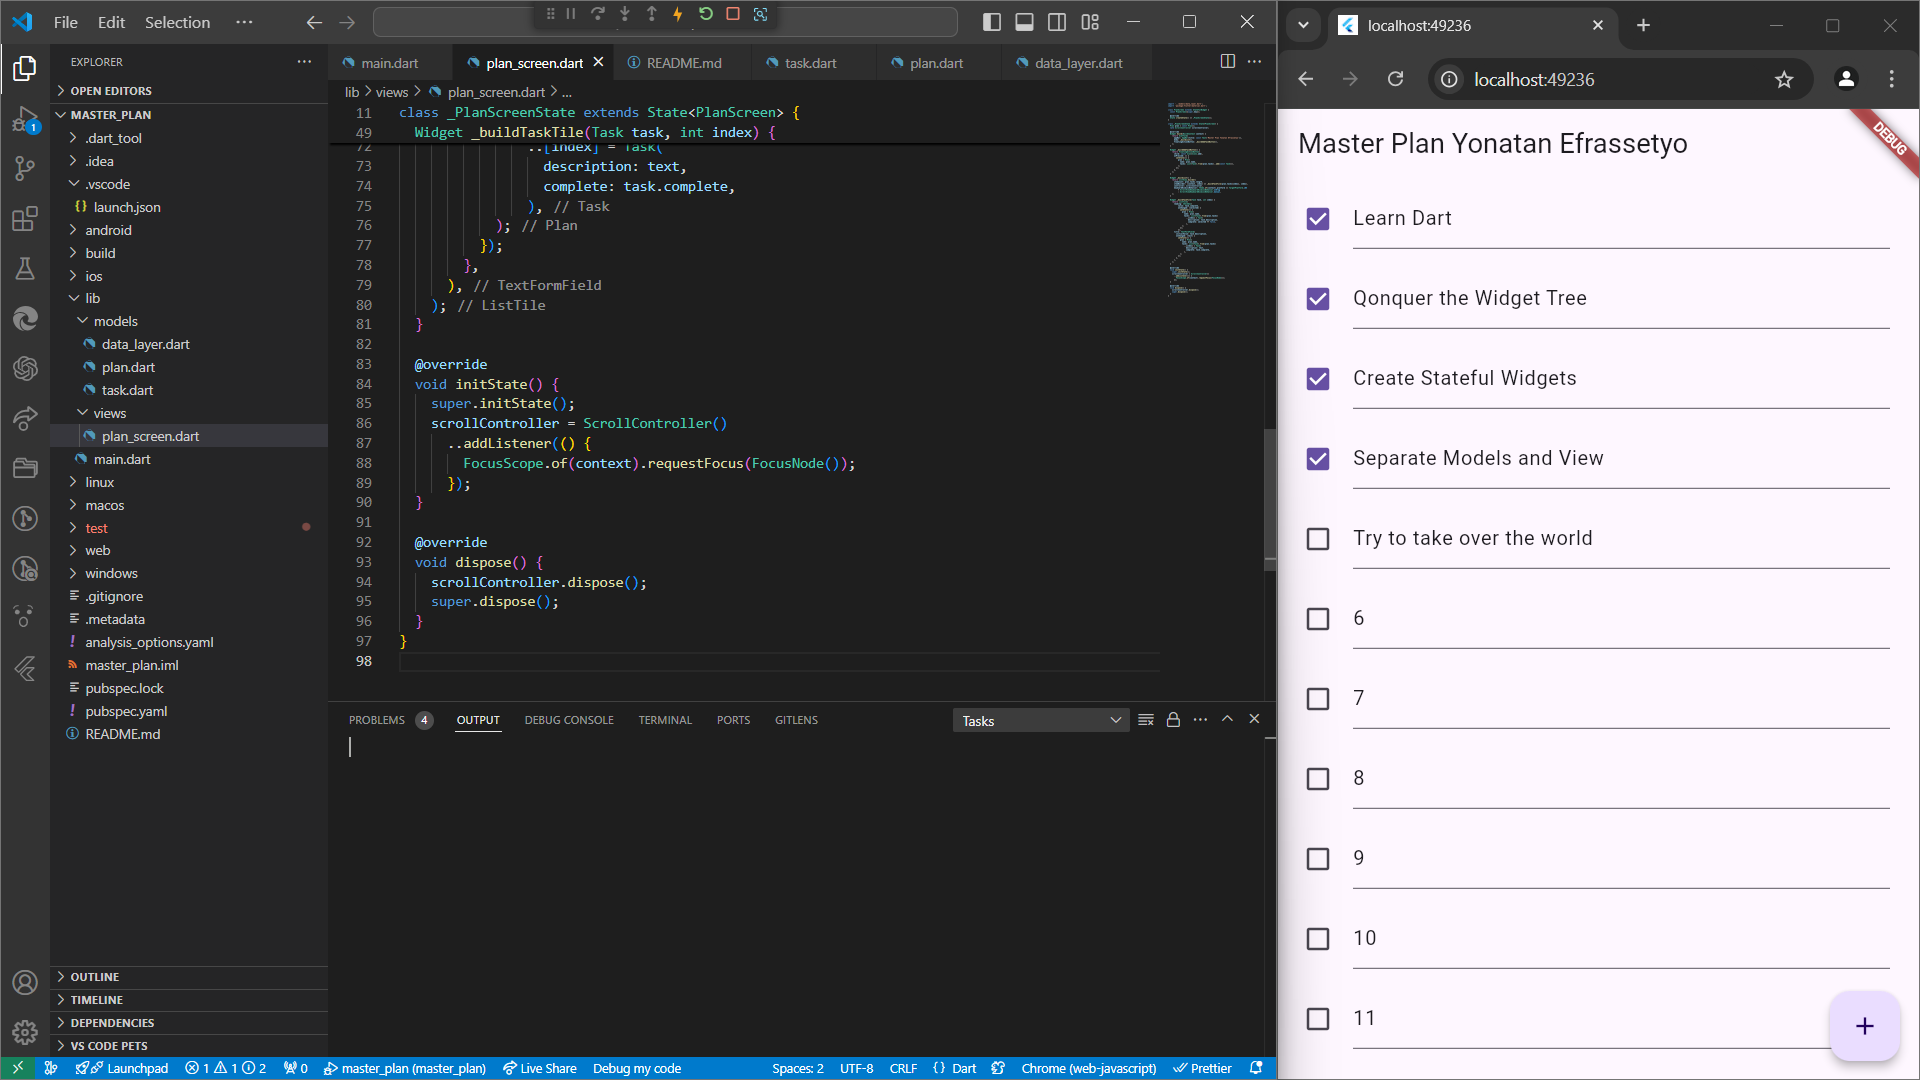 File Edit Selection ···
EXPLORER
OPEN EDITORS
MASTER_PLAN
.dart_tool
.idea
.vscode
launch.json
android
build
ios
lib
models
data_layer.dart
plan.dart
task.dart
views
plan_screen.dart
main.dart
linux
macos
test
web
windows
.gitignore
.metadata
analysis_options.yaml
master_plan.iml
pubspec.lock
pubspec.yaml
README.md
OUTLINE
TIMELINE
DEPENDENCIES
VS CODE PETS
main.dart plan_screen.dart README.md task.dart plan.dart data_layer.dart
lib > views > plan_screen.dart > ...
11 class _PlanScreenState extends State<PlanScreen> {
49 Widget _buildTaskTile(Task task, int index) {
72 ..[index] = Task(
73 description: text,
74 complete: task.complete,
75 ), // Task
76 ); // Plan
77 });
78 },
79 ), // TextFormField
80 ); // ListTile
81 }
82
83 @override
84 void initState() {
85 super.initState();
86 scrollController = ScrollController()
87 ..addListener(() {
88 FocusScope.of(context).requestFocus(FocusNode());
89 });
90 }
91
92 @override
93 void dispose() {
94 scrollController.dispose();
95 super.dispose();
96 }
97 }
98
PROBLEMS 4 OUTPUT DEBUG CONSOLE TERMINAL PORTS GITLENS Tasks
Launchpad 1 1 2 0 master_plan (master_plan) Live Share Debug my code Spaces: 2 UTF-8 CRLF {} Dart Chrome (web-javascript) Prettier
1
localhost:49236
localhost:49236
DEBUG
Master Plan Yonatan Efrassetyo
Learn Dart
Qonquer the Widget Tree
Create Stateful Widgets
Separate Models and View
Try to take over the world
6
7
8
9
10
11
+